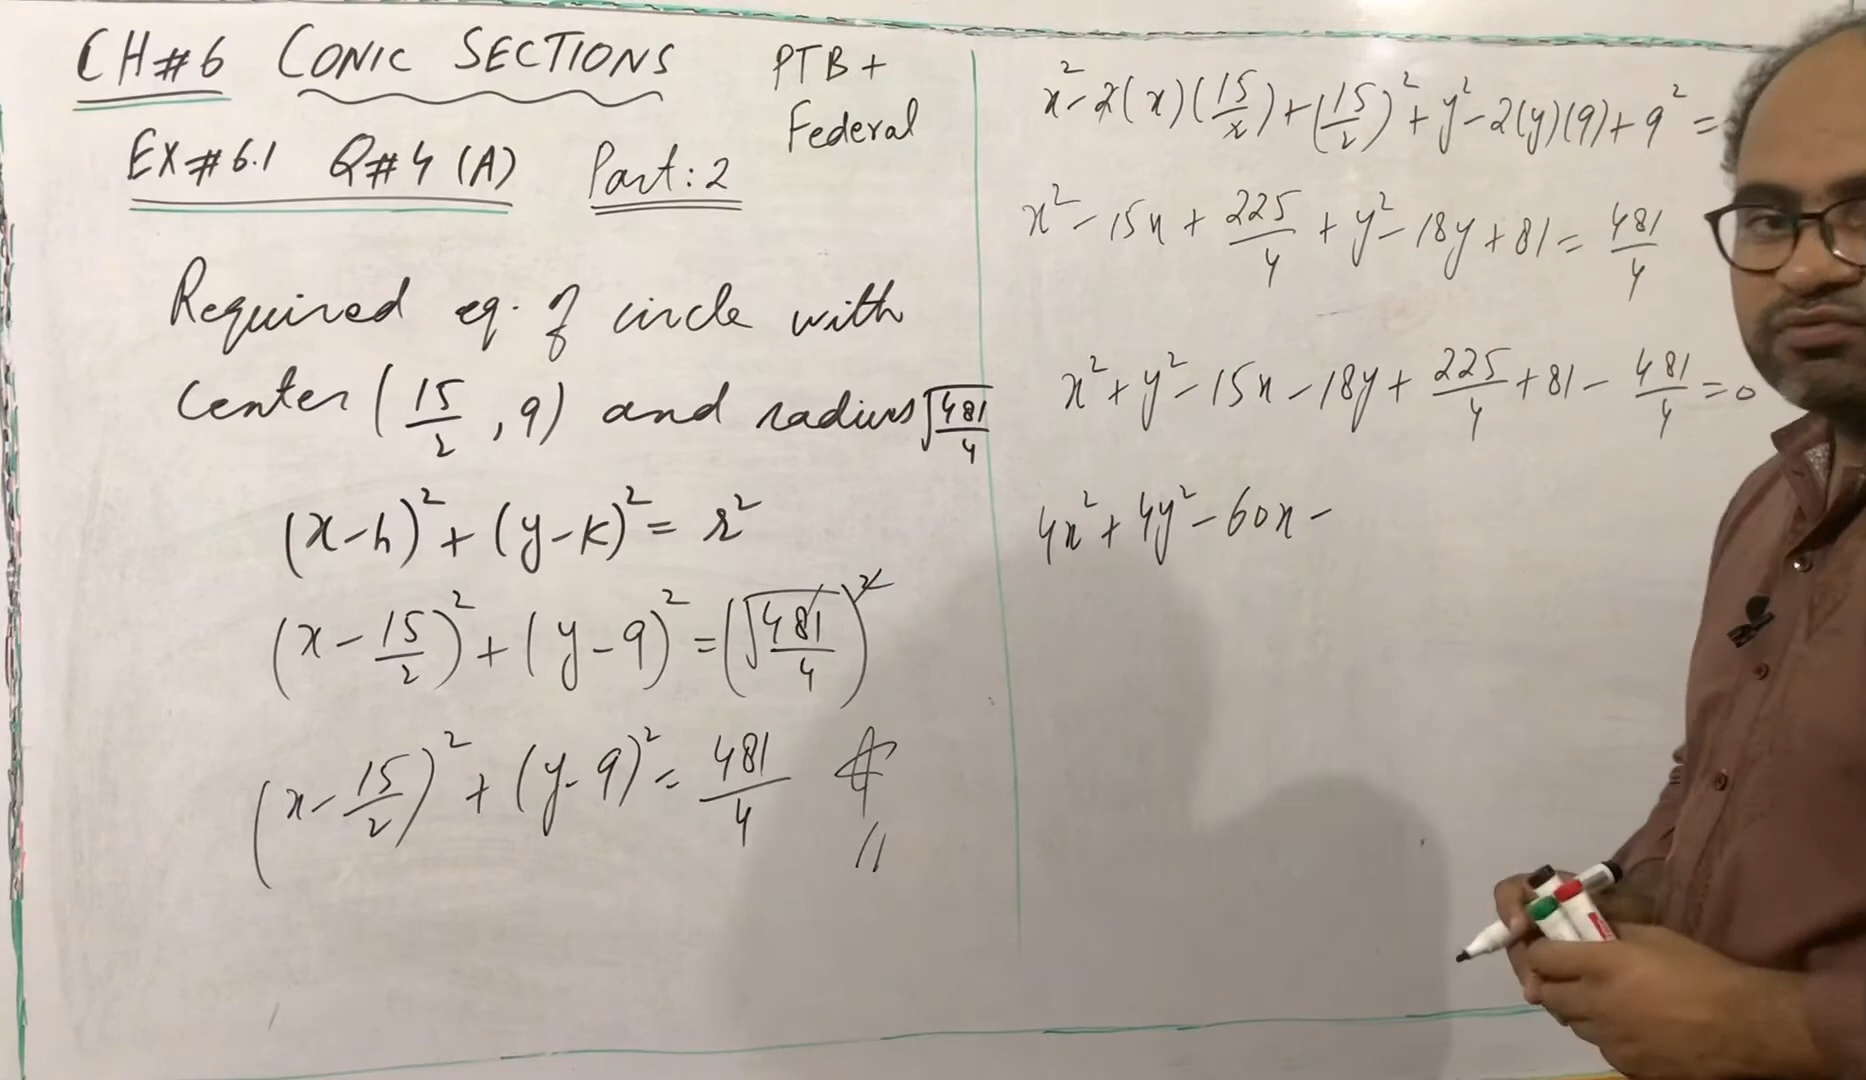 CH#6 CONIC SECTIONS
PTB +
Federal
EX#6.1 Q#4 (A) Part:2
Required eq. of circle with
center (15/2, 9) and radius √(481/4)
(x-h)² + (y-k)² = r²
(x - 15/2)² + (y-9)² = (√(481/4))²
(x - 15/2)² + (y-9)² = 481/4
x² - 2(x)(15/2) + (15/2)² + y² - 2(y)(9) + 9² =
x² - 15x + 225/4 + y² - 18y + 81 = 481/4
x² + y² - 15x - 18y + 225/4 + 81 - 481/4 = 0
4x² + 4y² - 60x -